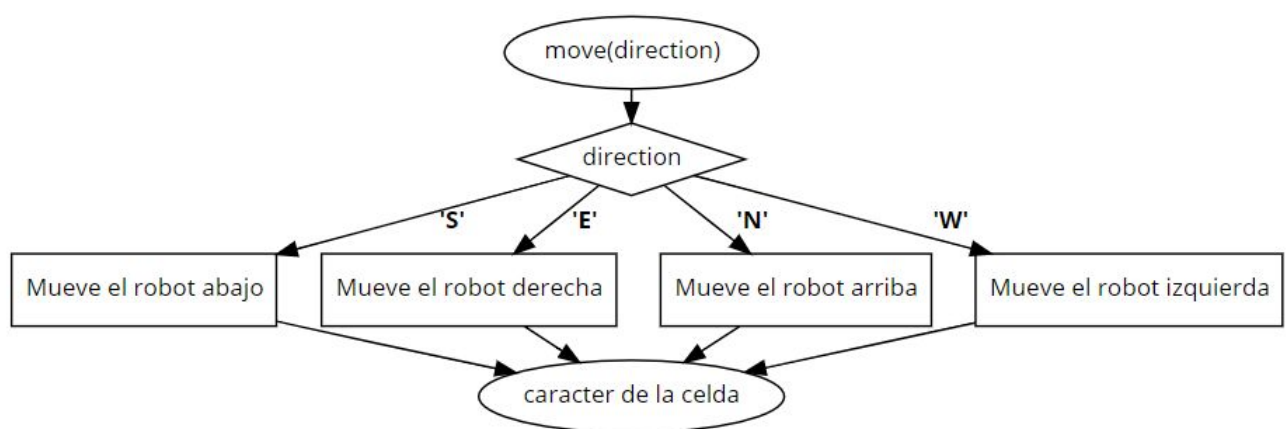 move(direction)
direction
'S' 'E' 'N' 'W'
Mueve el robot abajo Mueve el robot derecha Mueve el robot arriba Mueve el robot izquierda
caracter de la celda